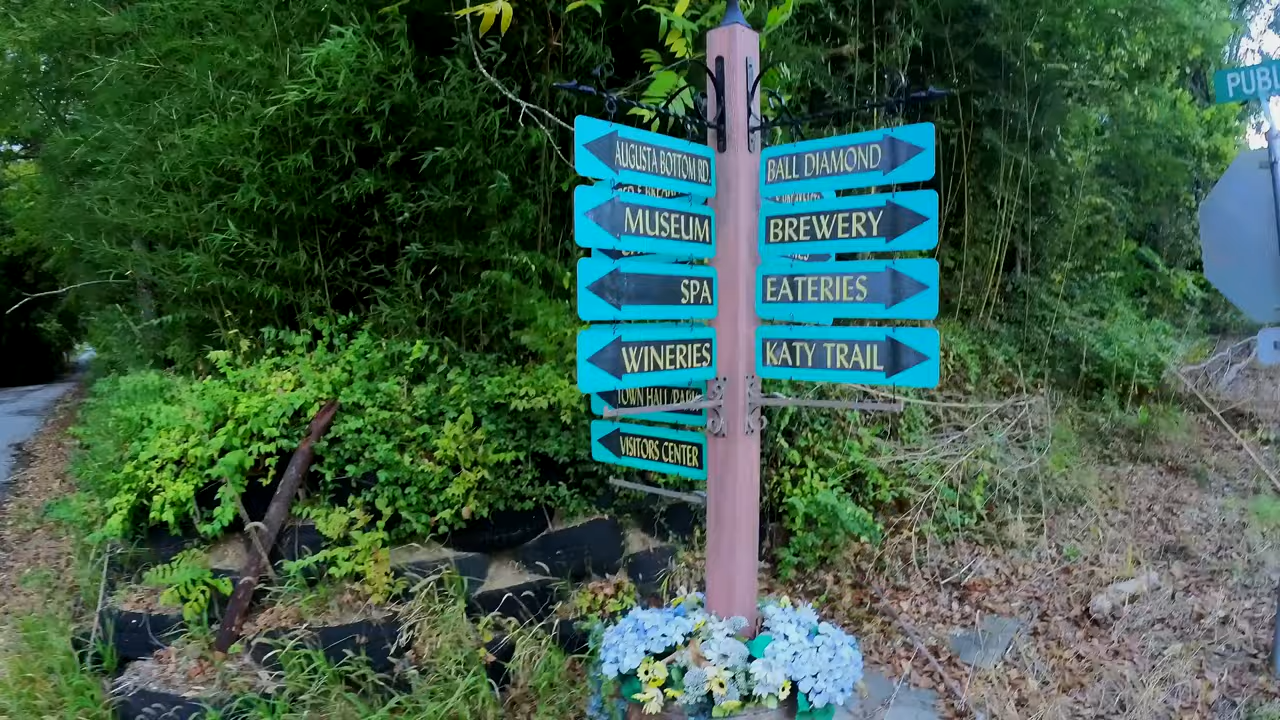 PUBL
AUGUSTA BOTTOM RD.
MUSEUM
SPA
WINERIES
TOWN HALL/PARK
VISITORS CENTER
BALL DIAMOND
BREWERY
EATERIES
KATY TRAIL